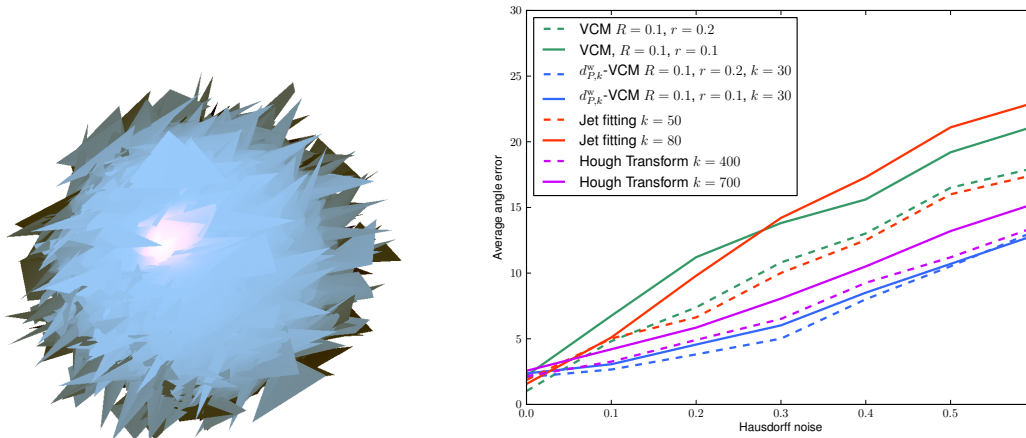 30
25
20
15
10
5
0
Average angle error
VCM R = 0.1, r = 0.2
VCM, R = 0.1, r = 0.1
d^w_{P,k}-VCM R = 0.1, r = 0.2, k = 30
d^w_{P,k}-VCM R = 0.1, r = 0.1, k = 30
Jet fitting k = 50
Jet fitting k = 80
Hough Transform k = 400
Hough Transform k = 700
0.0 0.1 0.2 0.3 0.4 0.5
Hausdorff noise